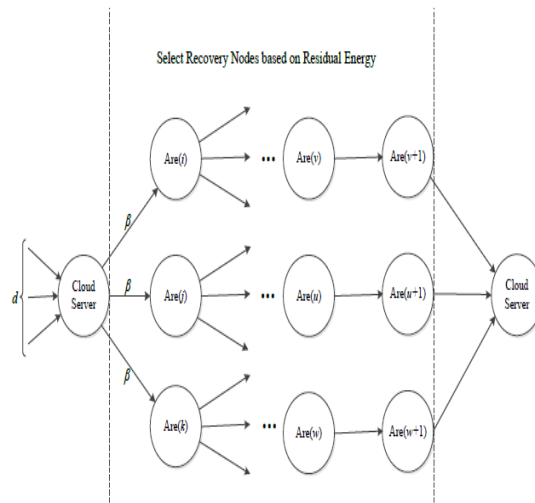 Select Recovery Nodes based on Residual Energy
Are(i)
...
Are(v)
Are(v+1)
β
d
Cloud
Server
β
Are(j)
...
Are(u)
Are(u+1)
Cloud
Server
β
Are(k)
...
Are(w)
Are(w+1)